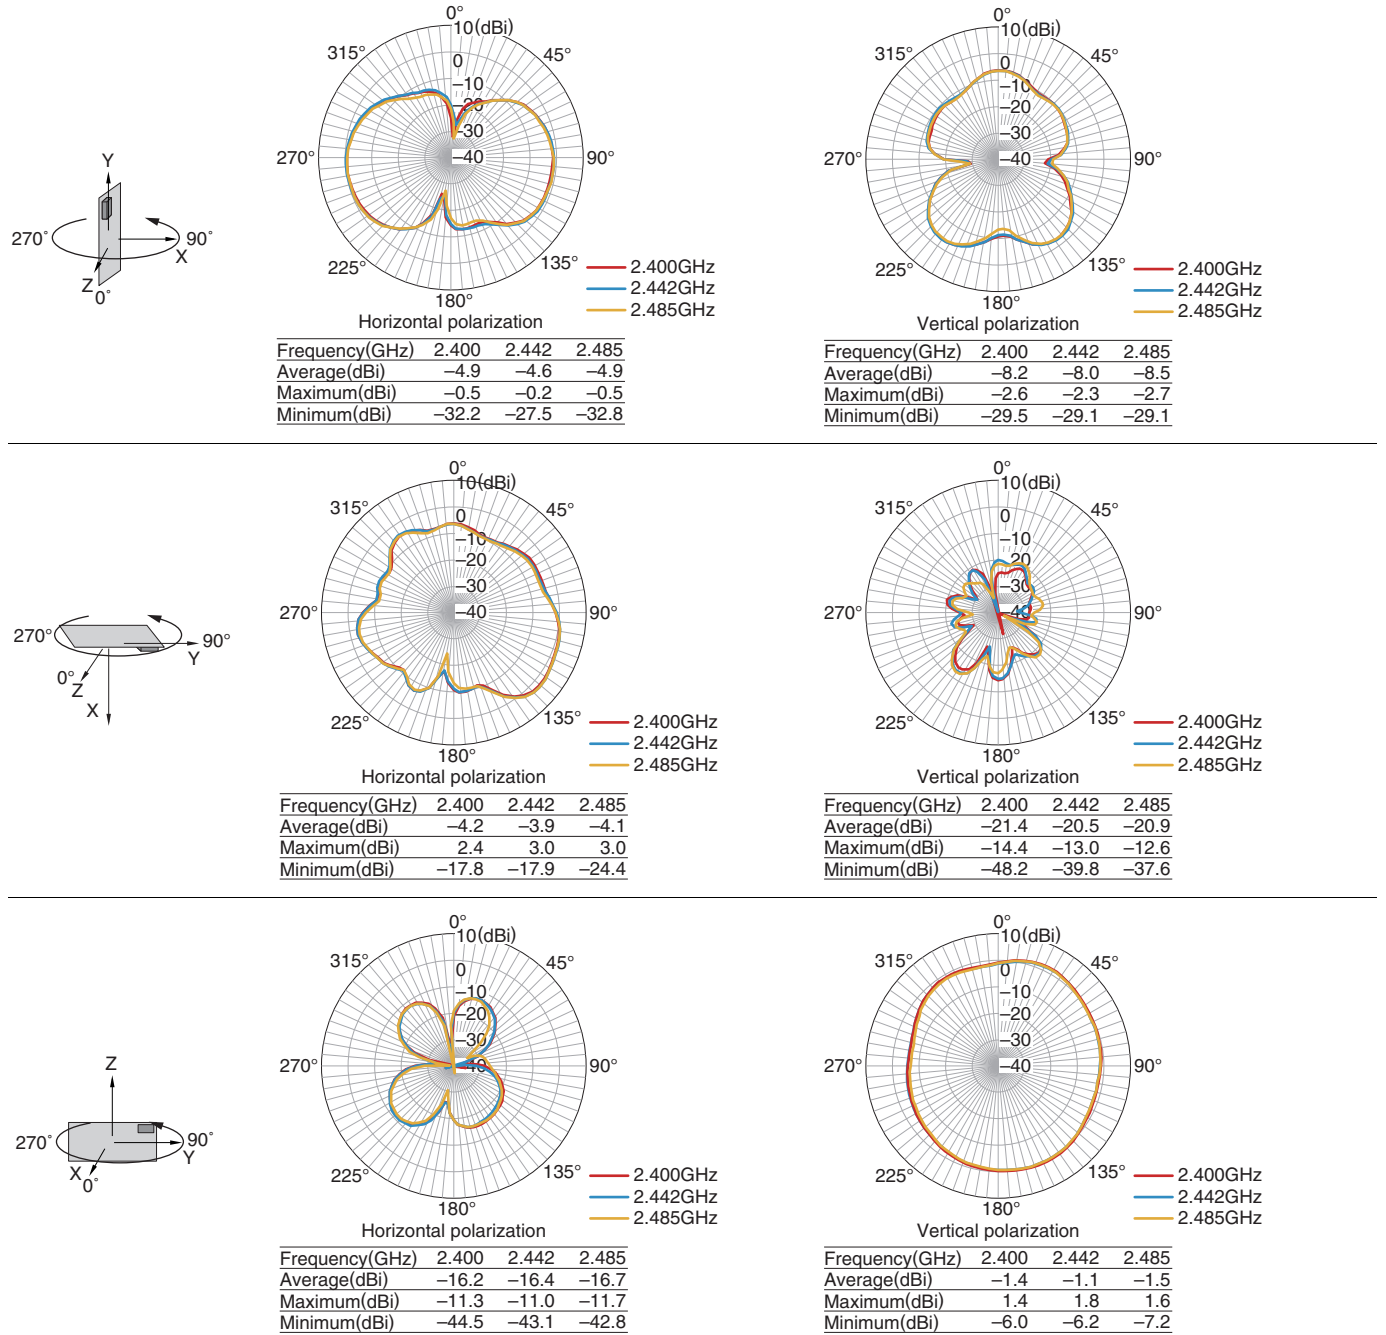 0°
10(dBi)
315°
45°
0
–10
–20
–30
270°
–40
90°
225°
135°
180°
Horizontal polarization
2.400GHz
2.442GHz
2.485GHz
Frequency(GHz) 2.400 2.442 2.485
Average(dBi) –4.9 –4.6 –4.9
Maximum(dBi) –0.5 –0.2 –0.5
Minimum(dBi) –32.2 –27.5 –32.8
0°
10(dBi)
315°
45°
0
–10
–20
–30
270°
–40
90°
225°
135°
180°
Vertical polarization
2.400GHz
2.442GHz
2.485GHz
Frequency(GHz) 2.400 2.442 2.485
Average(dBi) –8.2 –8.0 –8.5
Maximum(dBi) –2.6 –2.3 –2.7
Minimum(dBi) –29.5 –29.1 –29.1
Y
270°
90°
X
Z
0°
0°
10(dBi)
315°
45°
0
–10
–20
–30
270°
–40
90°
225°
135°
180°
Horizontal polarization
2.400GHz
2.442GHz
2.485GHz
Frequency(GHz) 2.400 2.442 2.485
Average(dBi) –4.2 –3.9 –4.1
Maximum(dBi) 2.4 3.0 3.0
Minimum(dBi) –17.8 –17.9 –24.4
0°
10(dBi)
315°
45°
0
–10
–20
–30
270°
–40
90°
225°
135°
180°
Vertical polarization
2.400GHz
2.442GHz
2.485GHz
Frequency(GHz) 2.400 2.442 2.485
Average(dBi) –21.4 –20.5 –20.9
Maximum(dBi) –14.4 –13.0 –12.6
Minimum(dBi) –48.2 –39.8 –37.6
270°
90°
Y
0°
Z
X
0°
10(dBi)
315°
45°
0
–10
–20
–30
270°
–40
90°
225°
135°
180°
Horizontal polarization
2.400GHz
2.442GHz
2.485GHz
Frequency(GHz) 2.400 2.442 2.485
Average(dBi) –16.2 –16.4 –16.7
Maximum(dBi) –11.3 –11.0 –11.7
Minimum(dBi) –44.5 –43.1 –42.8
0°
10(dBi)
315°
45°
0
–10
–20
–30
270°
–40
90°
225°
135°
180°
Vertical polarization
2.400GHz
2.442GHz
2.485GHz
Frequency(GHz) 2.400 2.442 2.485
Average(dBi) –1.4 –1.1 –1.5
Maximum(dBi) 1.4 1.8 1.6
Minimum(dBi) –6.0 –6.2 –7.2
Z
270°
90°
Y
X
0°